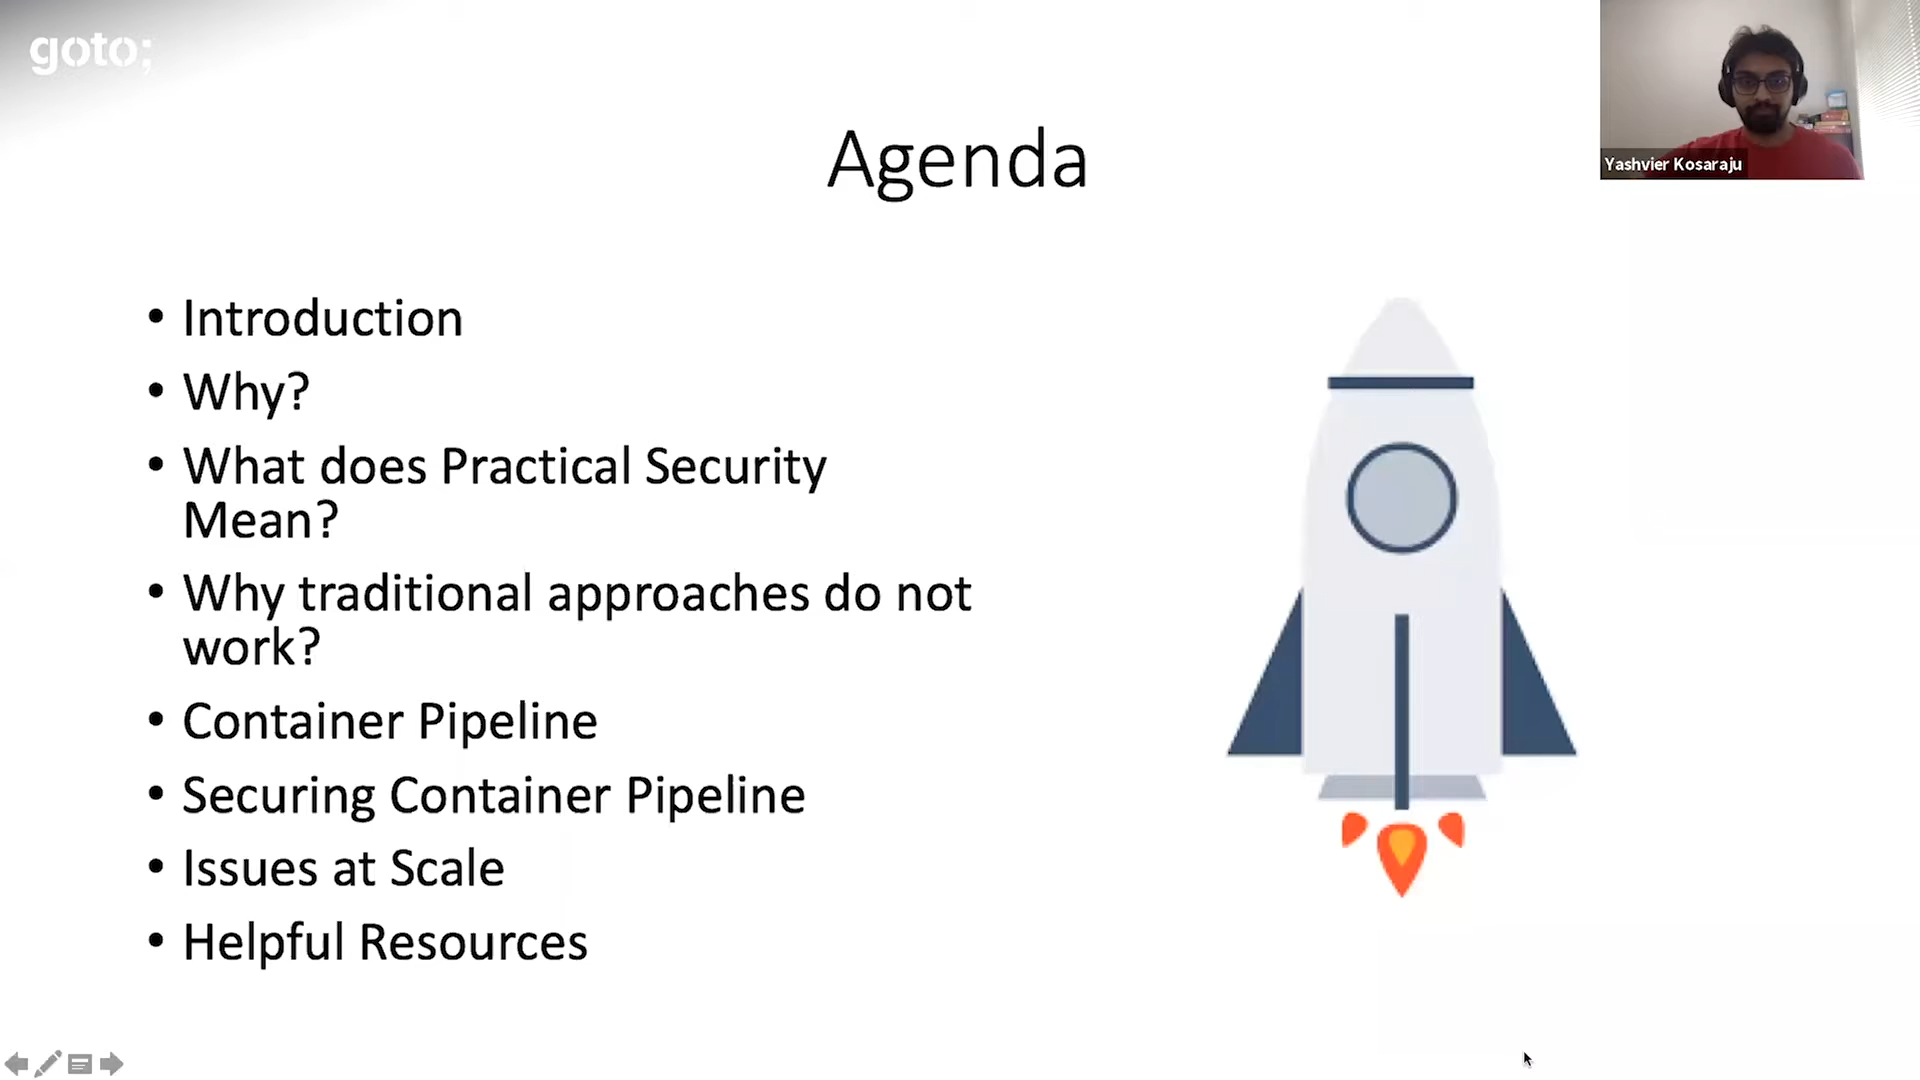 goto;
Yashvier Kosaraju
Agenda
• Introduction
• Why?
• What does Practical Security
Mean?
• Why traditional approaches do not
work?
• Container Pipeline
• Securing Container Pipeline
• Issues at Scale
• Helpful Resources